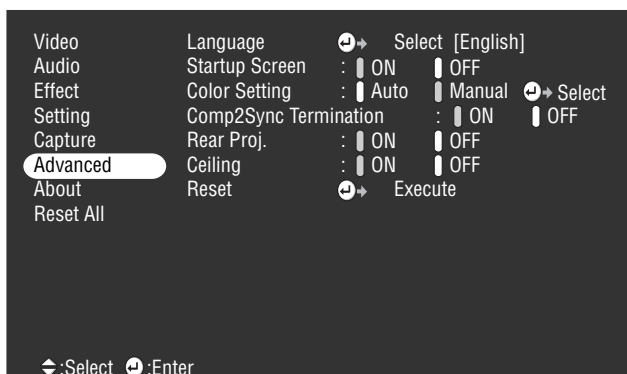 Video
Audio
Effect
Setting
Capture
Advanced
About
Reset All
Language Select [English]
Startup Screen : ON OFF
Color Setting : Auto Manual Select
Comp2Sync Termination : ON OFF
Rear Proj. : ON OFF
Ceiling : ON OFF
Reset Execute
:Select :Enter